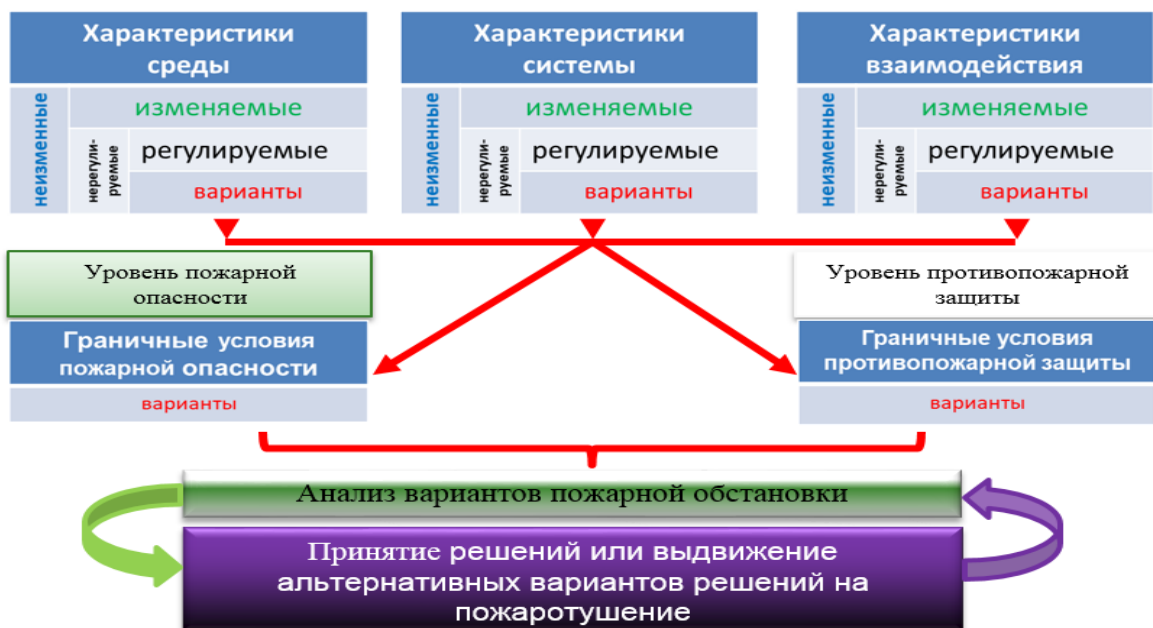 Характеристики
среды
неизменные
изменяемые
нерегули-
руемые
регулируемые
варианты
Характеристики
системы
неизменные
изменяемые
нерегули-
руемые
регулируемые
варианты
Характеристики
взаимодействия
неизменные
изменяемые
нерегули-
руемые
регулируемые
варианты
Уровень пожарной
опасности
Граничные условия
пожарной опасности
варианты
Уровень противопожарной
защиты
Граничные условия
противопожарной защиты
варианты
Анализ вариантов пожарной обстановки
Принятие решений или выдвижение
альтернативных вариантов решений на
пожаротушение